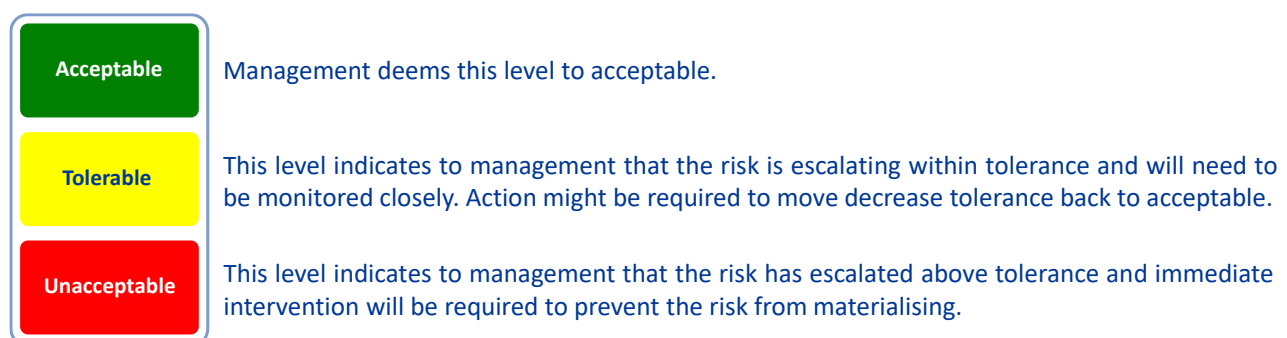 Acceptable
Management deems this level to acceptable.
Tolerable
This level indicates to management that the risk is escalating within tolerance and will need to
be monitored closely. Action might be required to move decrease tolerance back to acceptable.
Unacceptable
This level indicates to management that the risk has escalated above tolerance and immediate
intervention will be required to prevent the risk from materialising.